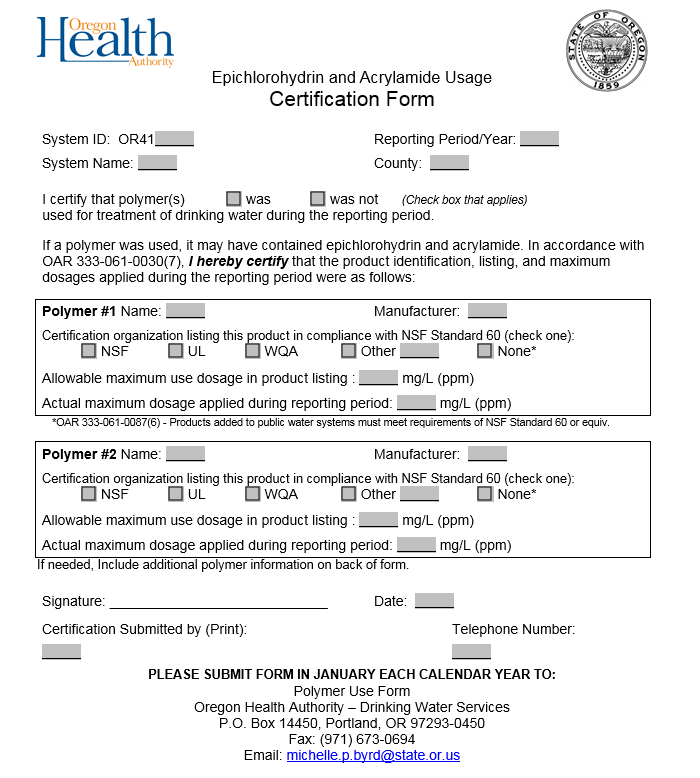 Oregon
Health
Authority
STATE OF OREGON
1859
Epichlorohydrin and Acrylamide Usage
Certification Form
System ID: OR41
Reporting Period/Year:
System Name:
County:
I certify that polymer(s) was was not (Check box that applies)
used for treatment of drinking water during the reporting period.
If a polymer was used, it may have contained epichlorohydrin and acrylamide. In accordance with
OAR 333-061-0030(7), I hereby certify that the product identification, listing, and maximum
dosages applied during the reporting period were as follows:
Polymer #1 Name: Manufacturer:
Certification organization listing this product in compliance with NSF Standard 60 (check one):
NSF UL WQA Other None*
Allowable maximum use dosage in product listing : mg/L (ppm)
Actual maximum dosage applied during reporting period: mg/L (ppm)
*OAR 333-061-0087(6) - Products added to public water systems must meet requirements of NSF Standard 60 or equiv.
Polymer #2 Name: Manufacturer:
Certification organization listing this product in compliance with NSF Standard 60 (check one):
NSF UL WQA Other None*
Allowable maximum use dosage in product listing : mg/L (ppm)
Actual maximum dosage applied during reporting period: mg/L (ppm)
If needed, Include additional polymer information on back of form.
Signature: Date:
Certification Submitted by (Print): Telephone Number:
PLEASE SUBMIT FORM IN JANUARY EACH CALENDAR YEAR TO:
Polymer Use Form
Oregon Health Authority – Drinking Water Services
P.O. Box 14450, Portland, OR 97293-0450
Fax: (971) 673-0694
Email: michelle.p.byrd@state.or.us